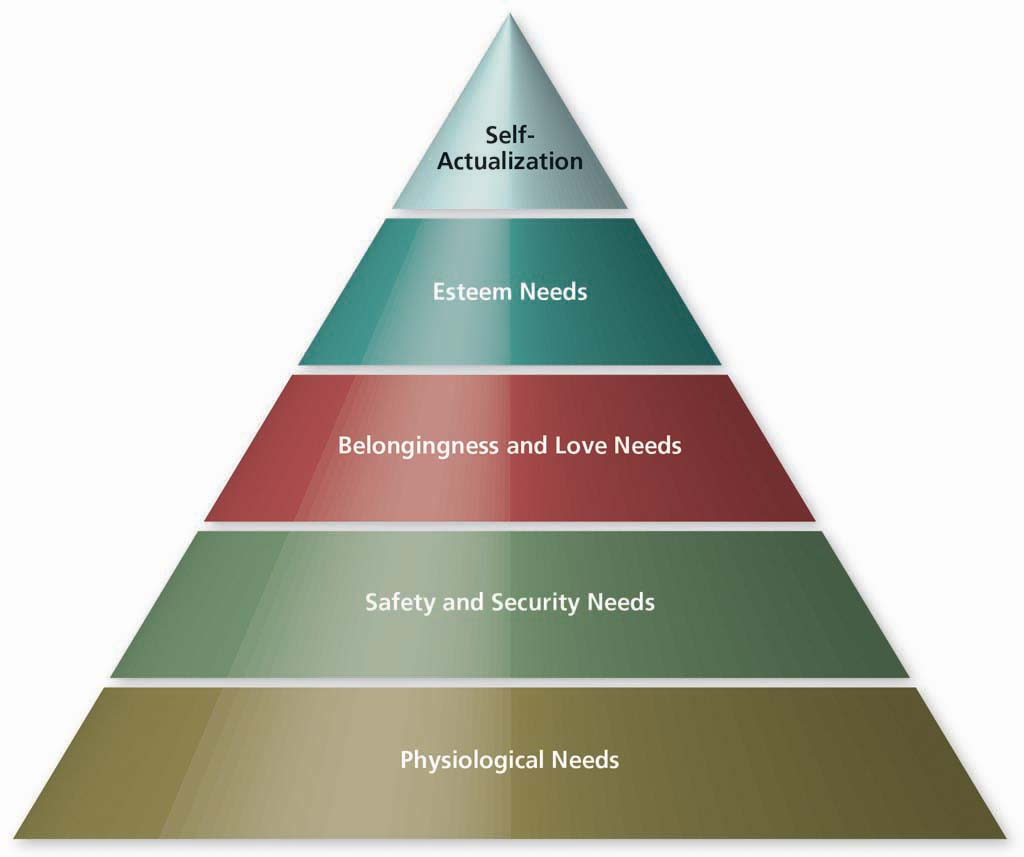 Self-
Actualization
Esteem Needs
Belongingness and Love Needs
Safety and Security Needs
Physiological Needs